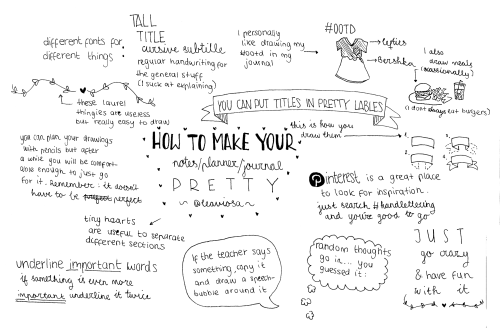 different fonts for
different things :
TALL
TITLE
cursive subtitle
regular handwriting for
the general stuff
(i suck at explaining)
I personally
like drawing my
#ootd in my
journal
#OOTD
lefties
Bershka
I also
draw meals
(occasionally)
(I don't always eat burgers)
these laurel
thingies are useless
but really easy to draw
YOU CAN PUT TITLES IN PRETTY LABLES
this is how you
draw them
1
2
3
4
you can plan your drawings
with pencils but after
a while you will be comfort-
able enough to just go
for it. Remember : it doesn't
have to be perfect
HOW TO MAKE YOUR
notes/planner/journal
PRETTY
~ @leavosa ~
Pinterest is a great place
to look for inspiration.
just search #handlettering
and you're good to go
tiny hearts
are useful to separate
different sections
underline important words
if something is even more
important underline it twice
If the teacher says
something, copy it
and draw a speech-
bubble around it
random thoughts
go in... you
guessed it :
JUST
go crazy
& have fun
with it